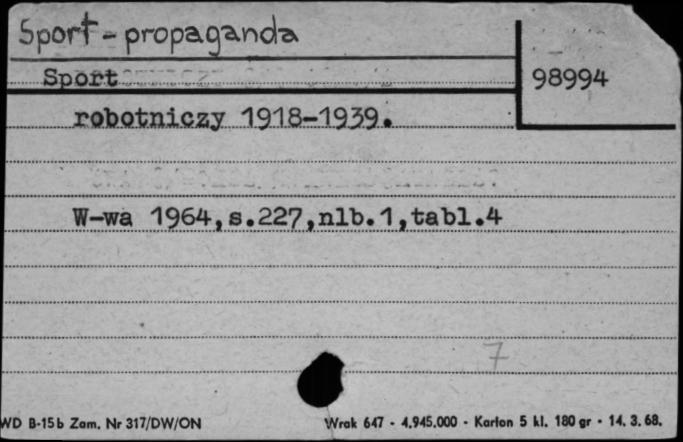 Sport - propaganda
Sport
98994
robotniczy 1918-1939.
W-wa 1964,s.227,nlb.1,tabl.4
7
WD B-15b Zam. Nr 317/DW/ON
Wrak 647 - 4.945.000 - Karton 5 kl. 180 gr - 14. 3. 68.